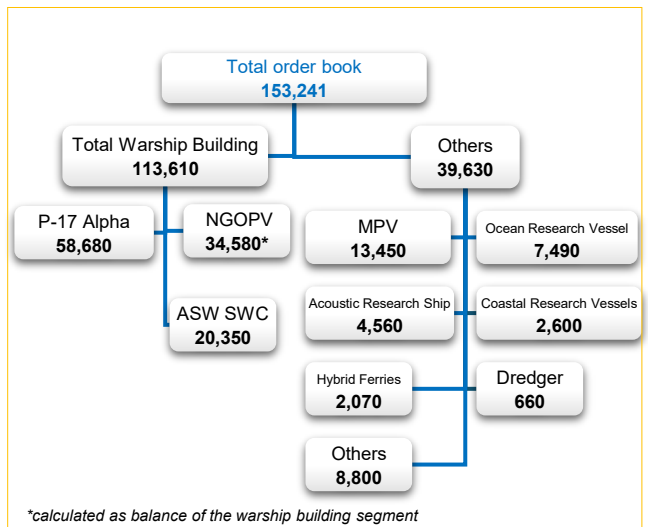 Total order book
153,241
Total Warship Building
113,610
Others
39,630
P-17 Alpha
58,680
NGOPV
34,580*
ASW SWC
20,350
MPV
13,450
Ocean Research Vessel
7,490
Acoustic Research Ship
4,560
Coastal Research Vessels
2,600
Hybrid Ferries
2,070
Dredger
660
Others
8,800
*calculated as balance of the warship building segment